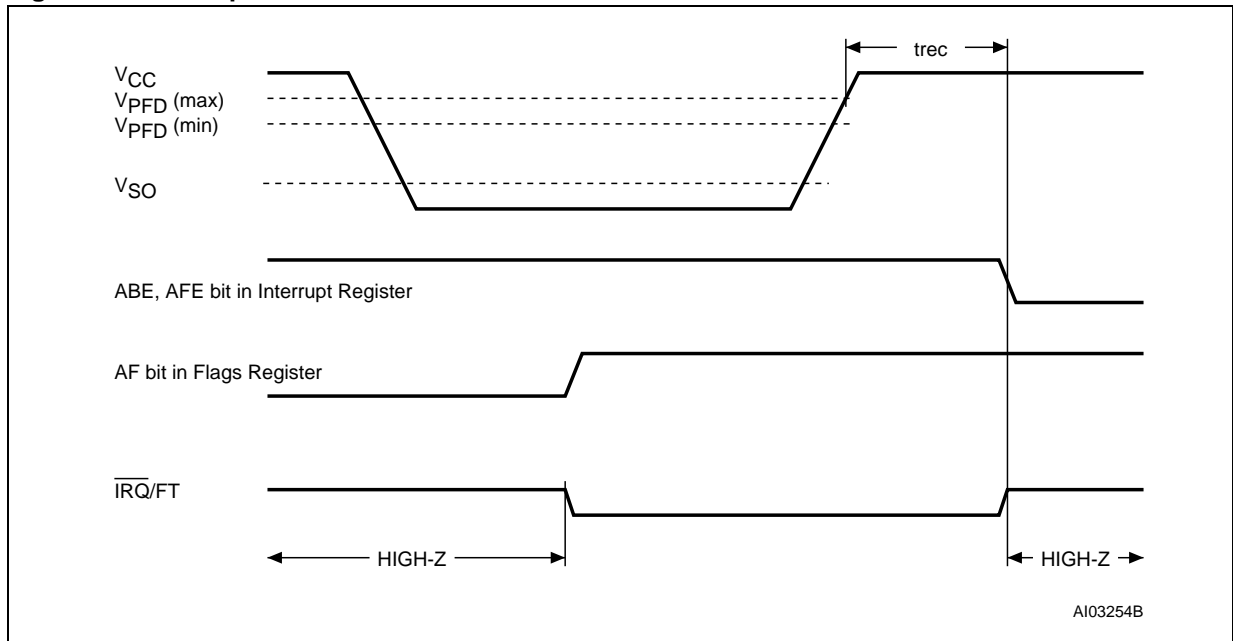 trec
VCC
VPFD (max)
VPFD (min)
VSO
ABE, AFE bit in Interrupt Register
AF bit in Flags Register
IRQ/FT
HIGH-Z
HIGH-Z
AI03254B